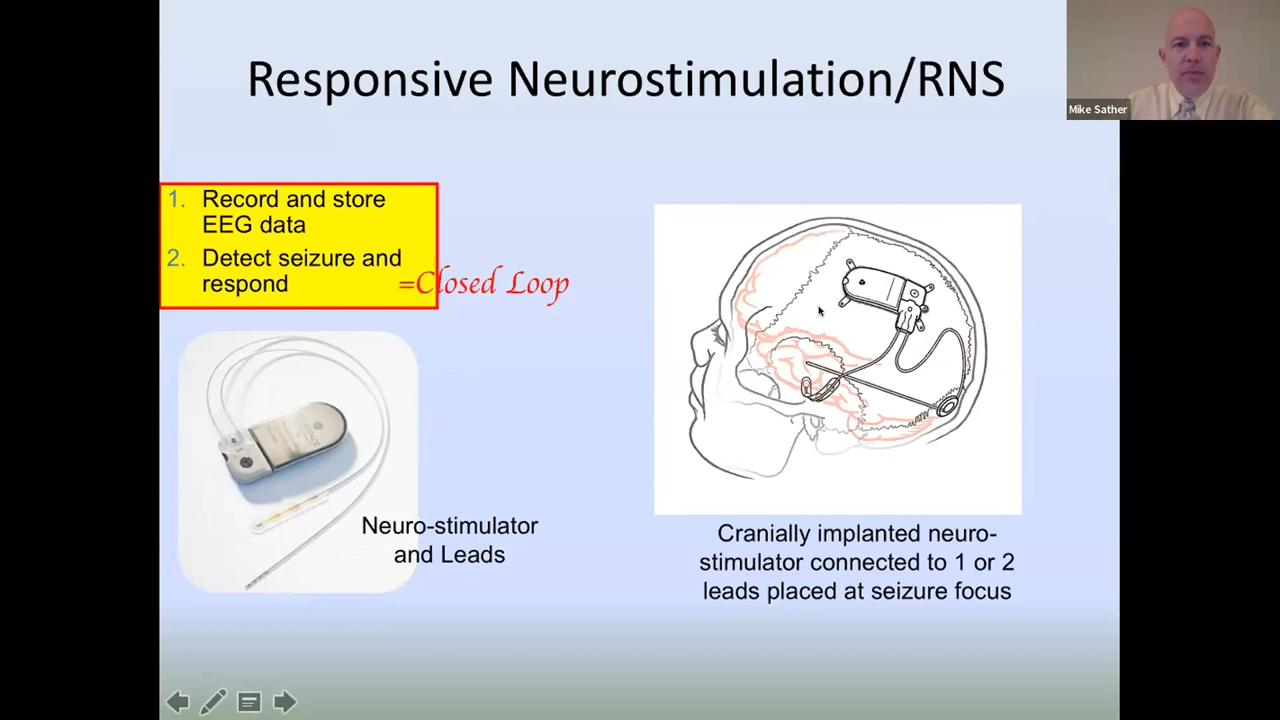 Responsive Neurostimulation/RNS
Mike Sather
1. Record and store
EEG data
2. Detect seizure and
respond
=Closed Loop
Neuro-stimulator
and Leads
Cranially implanted neuro-
stimulator connected to 1 or 2
leads placed at seizure focus